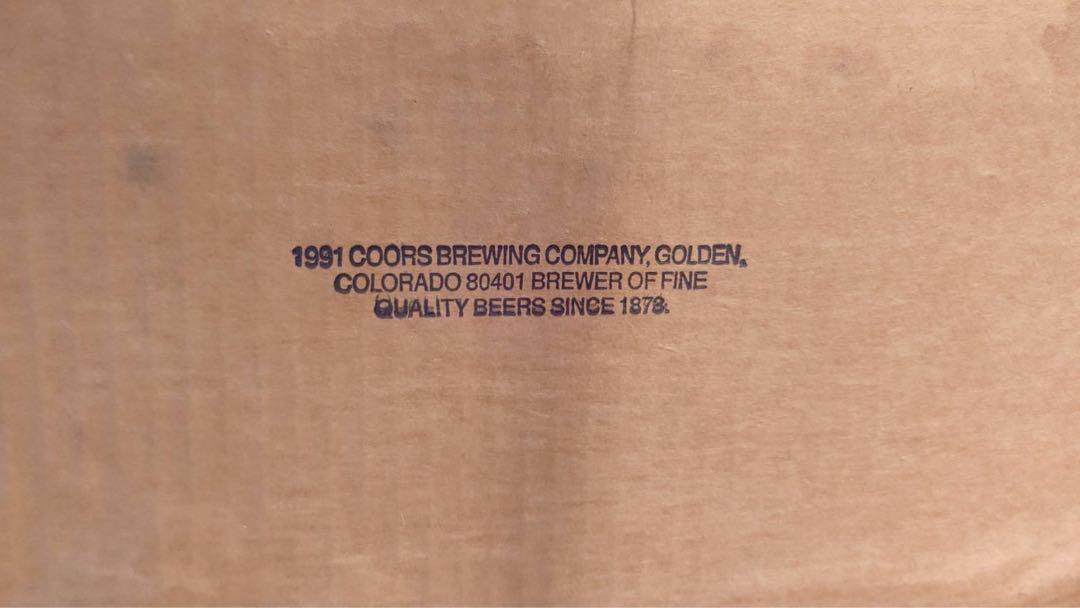 1991 COORS BREWING COMPANY, GOLDEN,
COLORADO 80401 BREWER OF FINE
QUALITY BEERS SINCE 1873.